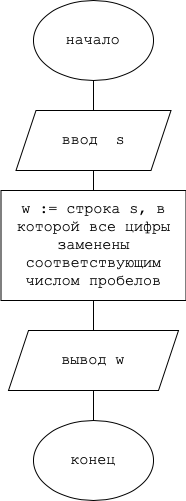 начало
ввод s
w := строка s, в
которой все цифры
заменены
соответствующим
числом пробелов
вывод w
конец